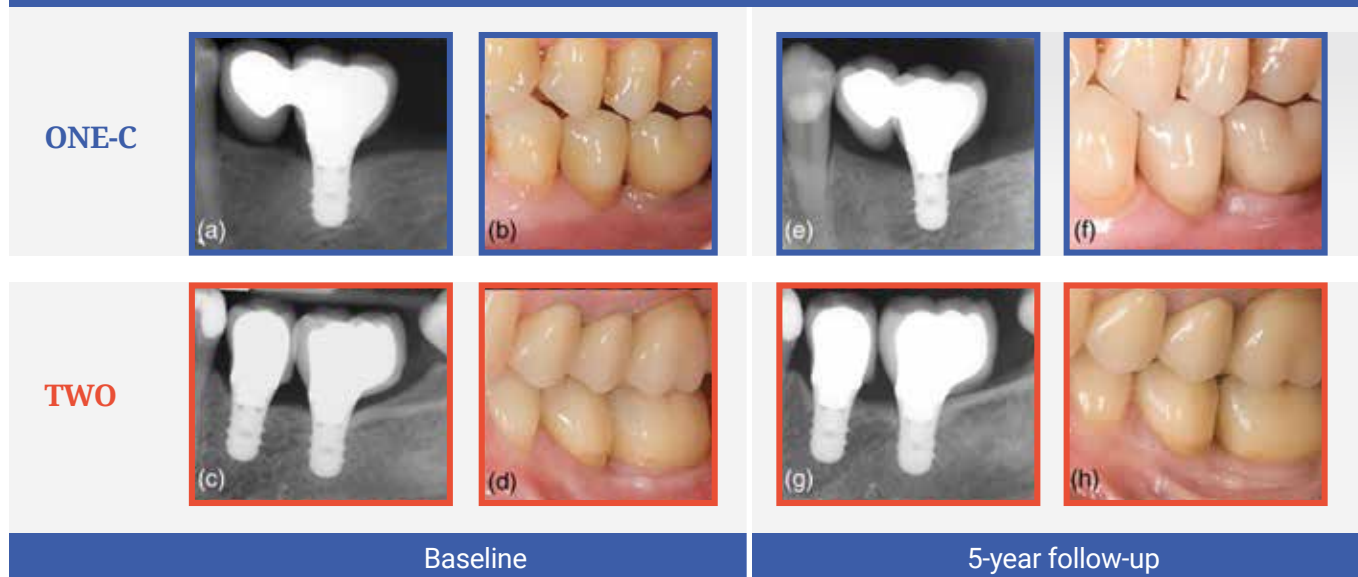 ONE-C
(a)
(b)
(e)
(f)
TWO
(c)
(d)
(g)
(h)
Baseline
5-year follow-up